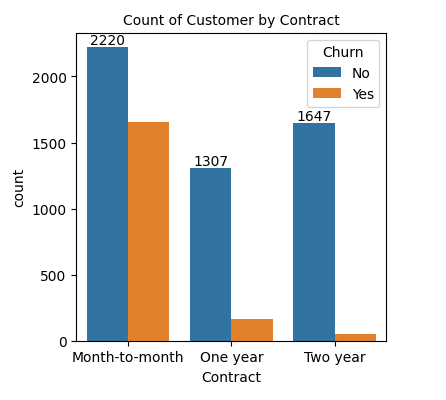 Count of Customer by Contract
2220
1307
1647
Churn
No
Yes
2000
1500
1000
500
0
count
Month-to-month
One year
Two year
Contract